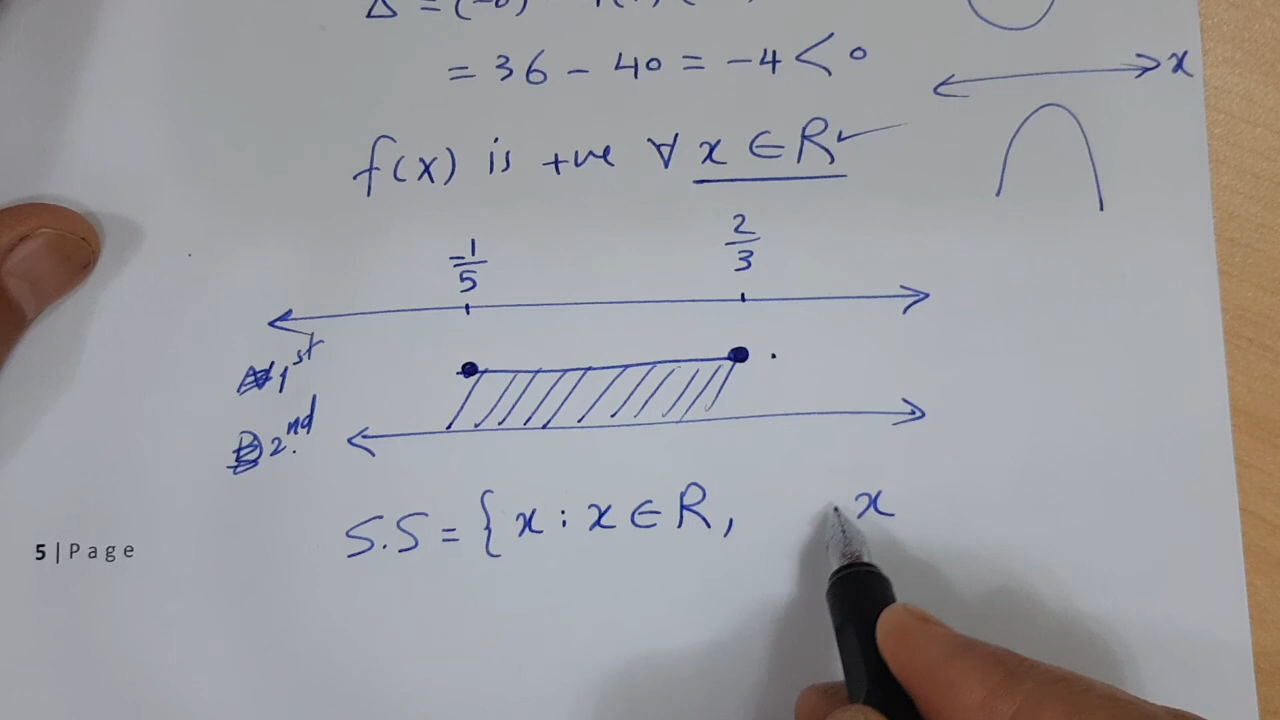 = 36 - 40 = -4 < 0
x
f(x) is +ve ∀ x ∈ R ✓
-1/5 2/3
1st
2nd
S.S = { x : x ∈ R, x
5 | Page